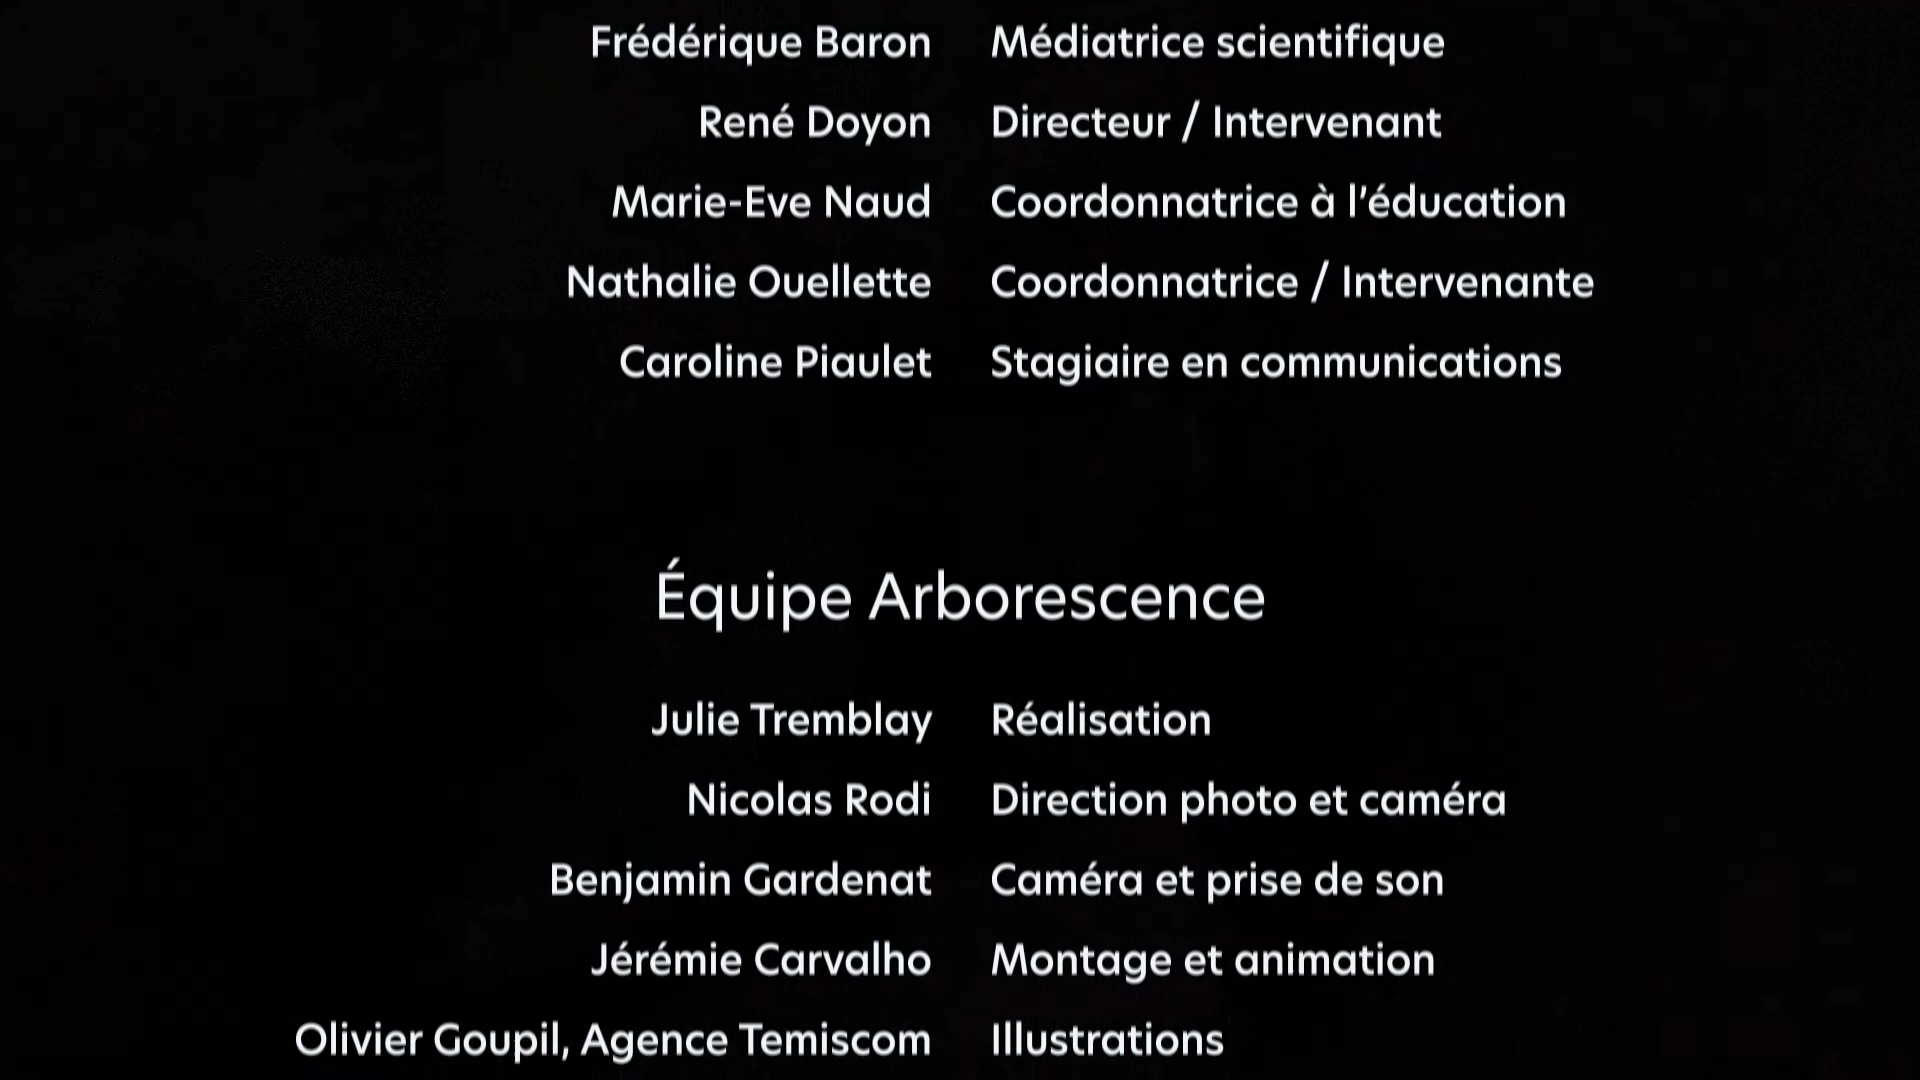 Frédérique Baron Médiatrice scientifique
René Doyon Directeur / Intervenant
Marie-Eve Naud Coordonnatrice à l’éducation
Nathalie Ouellette Coordonnatrice / Intervenante
Caroline Piaulet Stagiaire en communications
Équipe Arborescence
Julie Tremblay Réalisation
Nicolas Rodi Direction photo et caméra
Benjamin Gardenat Caméra et prise de son
Jérémie Carvalho Montage et animation
Olivier Goupil, Agence Temiscom Illustrations